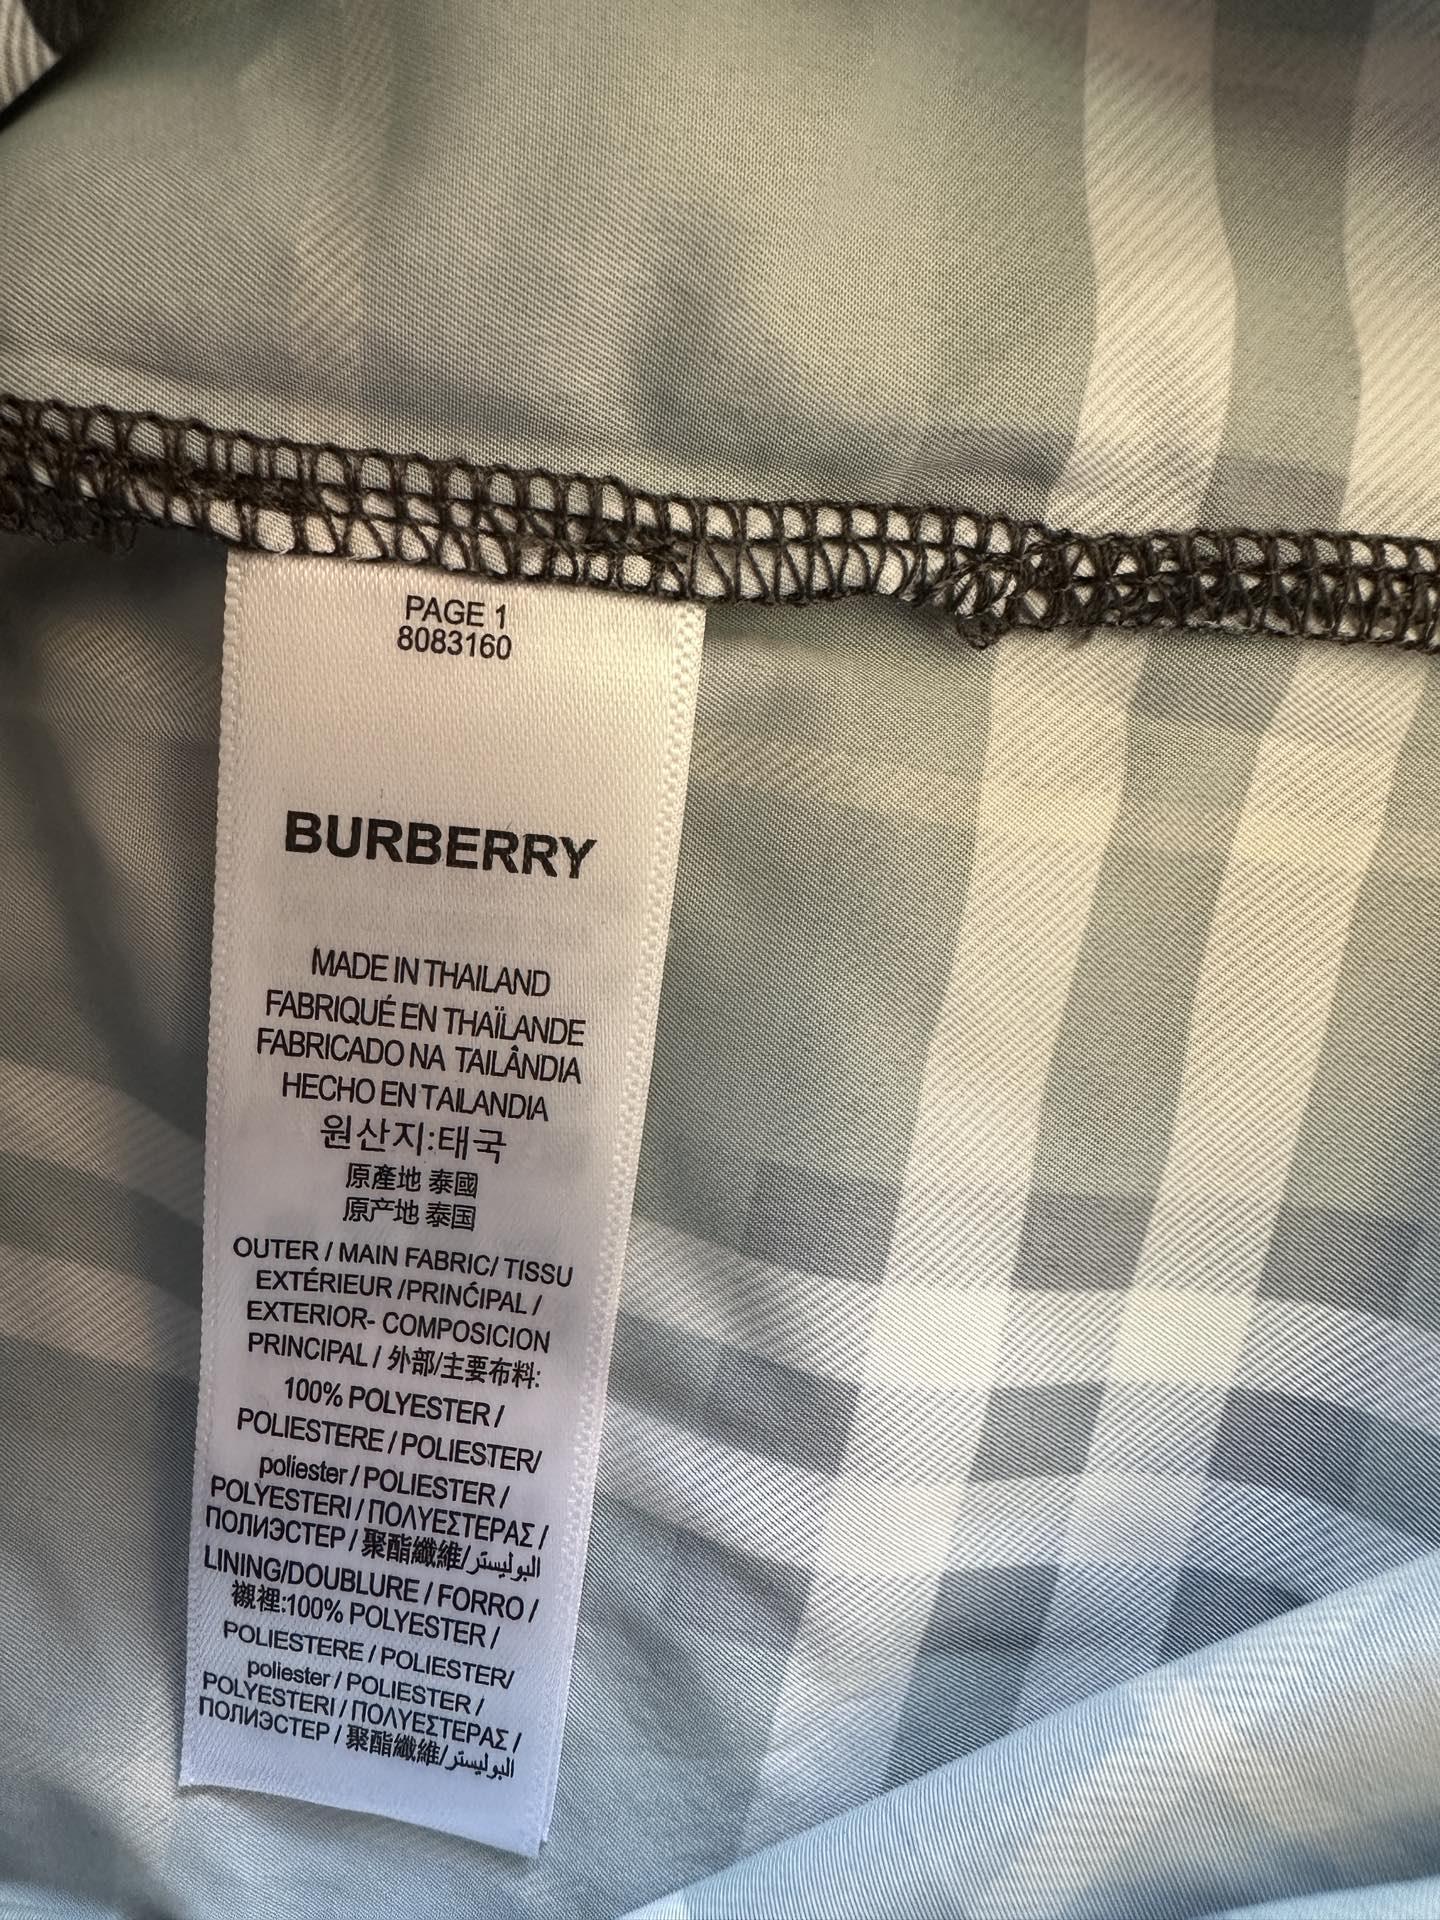 PAGE 1
8083160
BURBERRY
MADE IN THAILAND
FABRIQUÉ EN THAÏLANDE
FABRICADO NA TAILÂNDIA
HECHO EN TAILANDIA
원산지:태국
原產地 泰國
原产地 泰国
OUTER / MAIN FABRIC/ TISSU
EXTÉRIEUR /PRINĆIPAL /
EXTERIOR- COMPOSICION
PRINCIPAL / 外部/主要布料:
100% POLYESTER /
POLIESTERE / POLIESTER/
poliester / POLIESTER /
POLYESTERI / ΠΟΛΥΕΣΤΕΡΑΣ /
ПОЛИЭСТЕР / 聚酯纖維/البوليستر
LINING/DOUBLURE / FORRO /
襯裡:100% POLYESTER /
POLIESTERE / POLIESTER/
poliester / POLIESTER /
POLYESTERI / ΠΟΛΥΕΣΤΕΡΑΣ /
ПОЛИЭСТЕР / 聚酯纖維/البوليستر